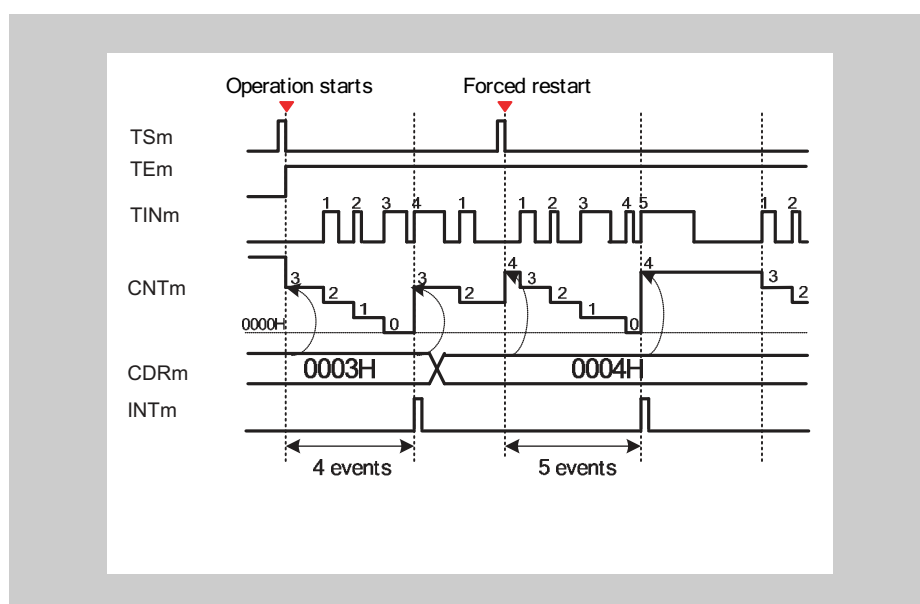 Operation starts Forced restart
TSm
TEm
TINm 1 2 3 4 1 1 2 3 4 5 1 2
CNTm 3 2 1 0 3 2 4 3 2 1 0 4 3 2
0000H
CDRm 0003H 0004H
INTm
4 events 5 events